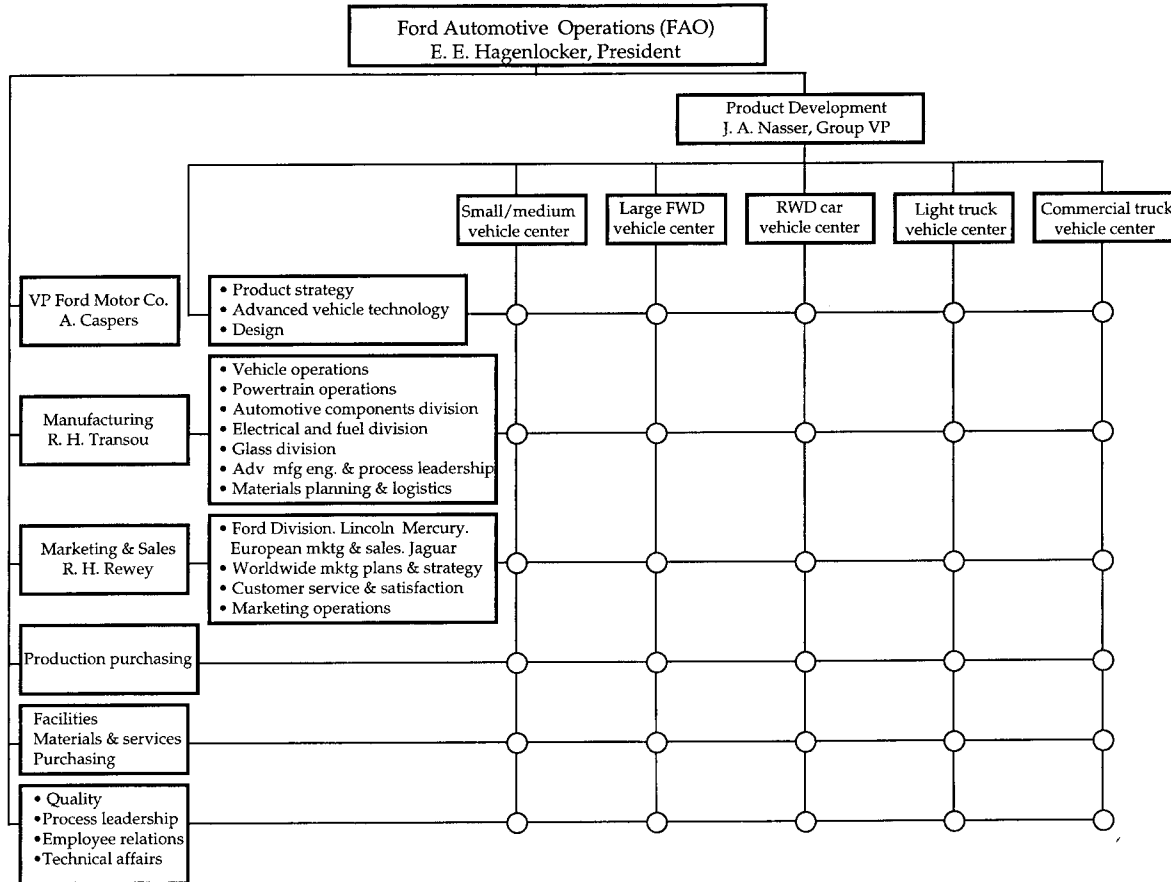 Ford Automotive Operations (FAO)
E. E. Hagenlocker, President
Product Development
J. A. Nasser, Group VP
Small/medium
vehicle center
Large FWD
vehicle center
RWD car
vehicle center
Light truck
vehicle center
Commercial truck
vehicle center
VP Ford Motor Co.
A. Caspers
• Product strategy
• Advanced vehicle technology
• Design
Manufacturing
R. H. Transou
• Vehicle operations
• Powertrain operations
• Automotive components division
• Electrical and fuel division
• Glass division
• Adv mfg eng. & process leadership
• Materials planning & logistics
Marketing & Sales
R. H. Rewey
• Ford Division. Lincoln Mercury.
European mktg & sales. Jaguar
• Worldwide mktg plans & strategy
• Customer service & satisfaction
• Marketing operations
Production purchasing
Facilities
Materials & services
Purchasing
• Quality
•Process leadership
•Employee relations
•Technical affairs